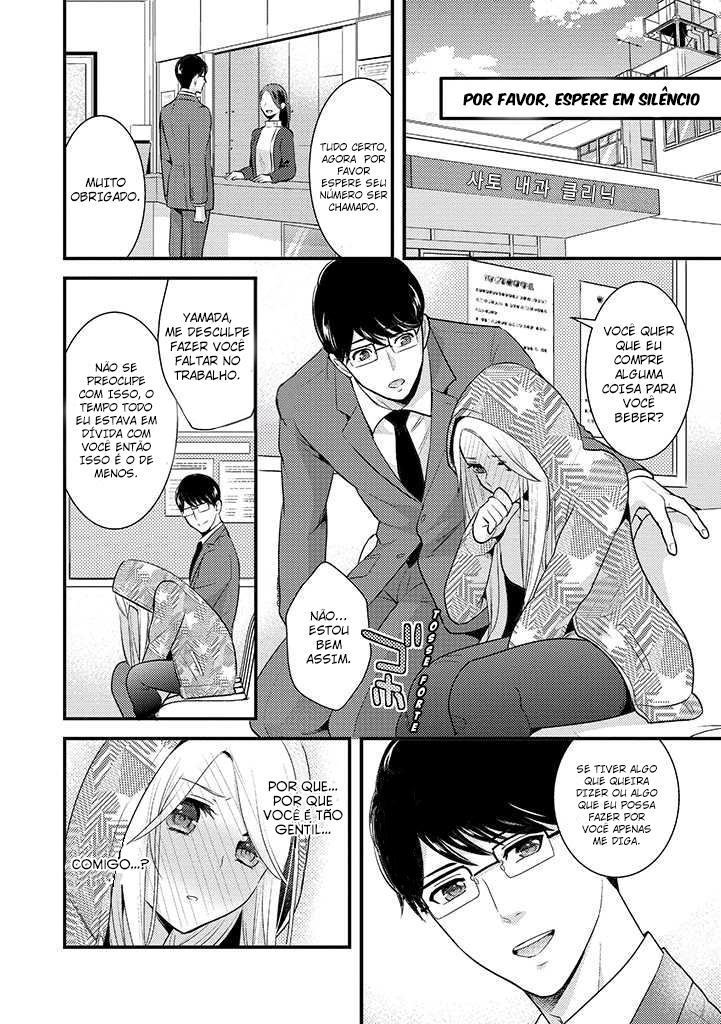 POR FAVOR, ESPERE EM SILÊNCIO
사토 내과 클리닉
TUDO CERTO,
AGORA POR
FAVOR
ESPERE SEU
NÚMERO SER
CHAMADO.
MUITO
OBRIGADO.
VOCÊ QUER
QUE EU
COMPRE
ALGUMA
COISA PARA
VOCÊ
BEBER?
NÃO...
ESTOU
BEM
ASSIM.
TOSSE FORTE
ゴホゴホ
YAMADA,
ME DESCULPE
FAZER VOCÊ
FALTAR NO
TRABALHO.
NÃO SE
PREOCUPE
COM ISSO, O
TEMPO TODO
EU ESTAVA EM
DÍVIDA COM
VOCÊ ENTÃO
ISSO É O DE
MENOS.
SE TIVER ALGO
QUE QUEIRA
DIZER OU ALGO
QUE EU POSSA
FAZER POR
VOCÊ APENAS
ME DIGA.
POR QUE...
POR QUE
VOCÊ É TÃO
GENTIL...
COMIGO...?